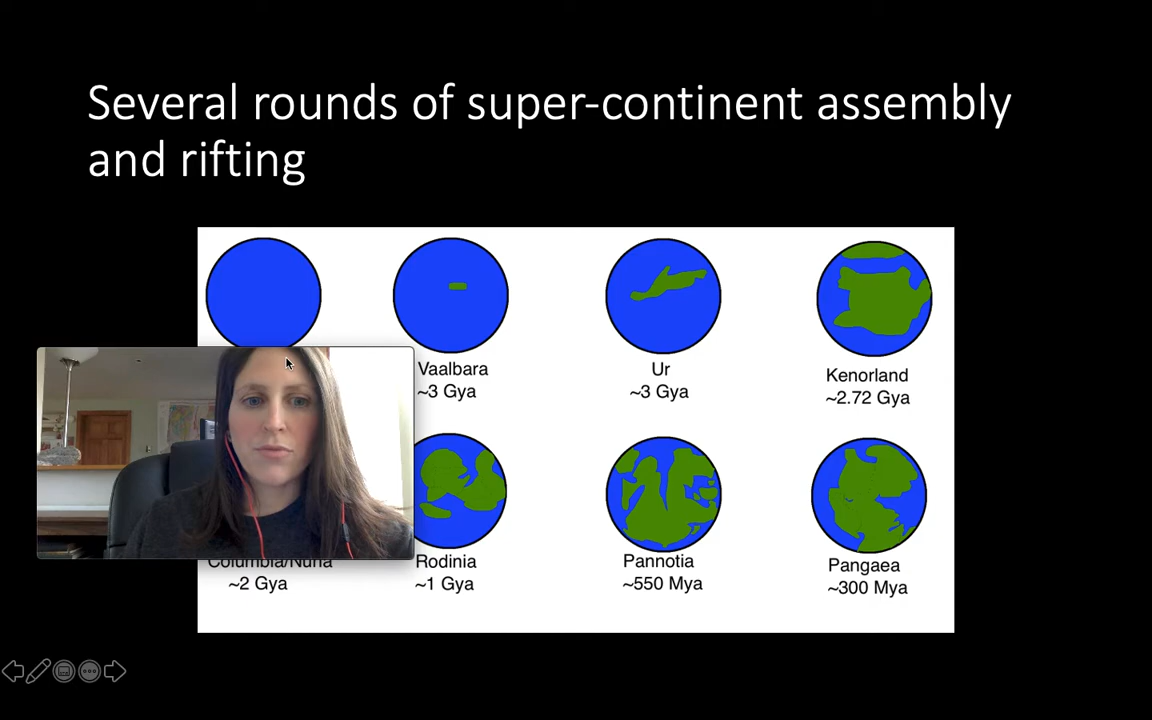 Several rounds of super-continent assembly
and rifting
Vaalbara
~3 Gya
Ur
~3 Gya
Kenorland
~2.72 Gya
Columbia/Nuna
~2 Gya
Rodinia
~1 Gya
Pannotia
~550 Mya
Pangaea
~300 Mya